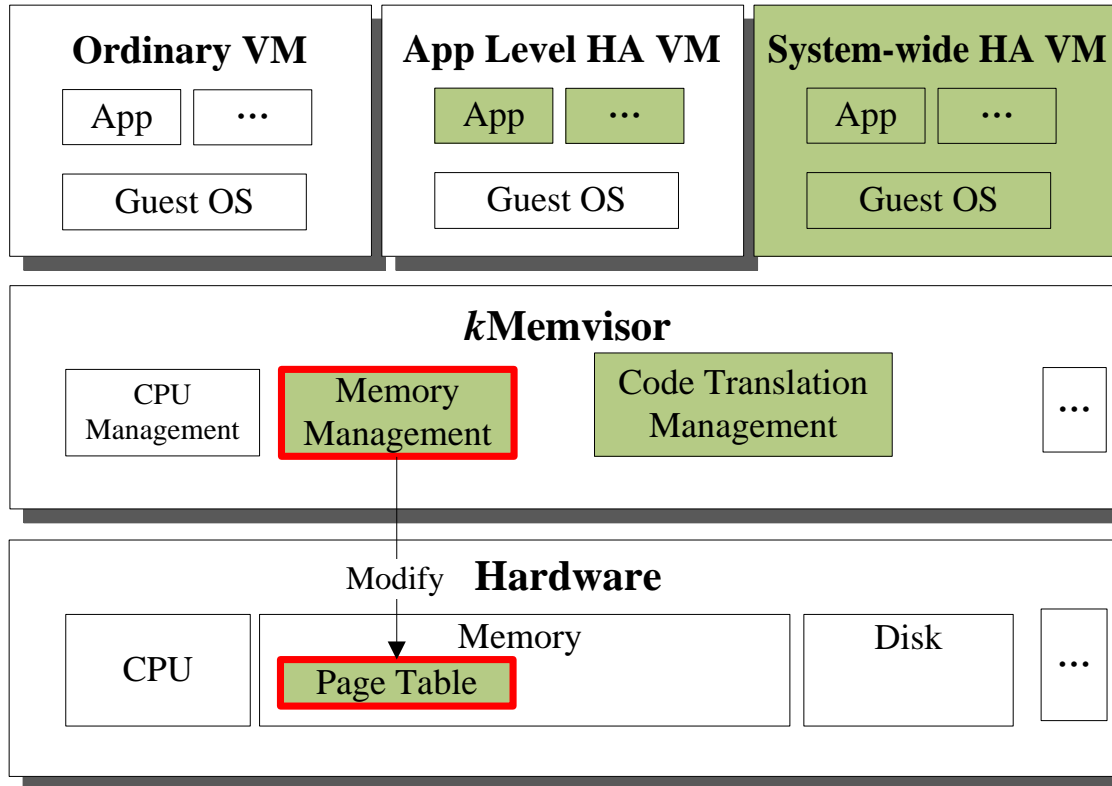 Ordinary VM
App
...
Guest OS
App Level HA VM
App
...
Guest OS
System-wide HA VM
App
...
Guest OS
kMemvisor
CPU
Management
Memory
Management
Code Translation
Management
...
Modify
Hardware
CPU
Memory
Page Table
Disk
...